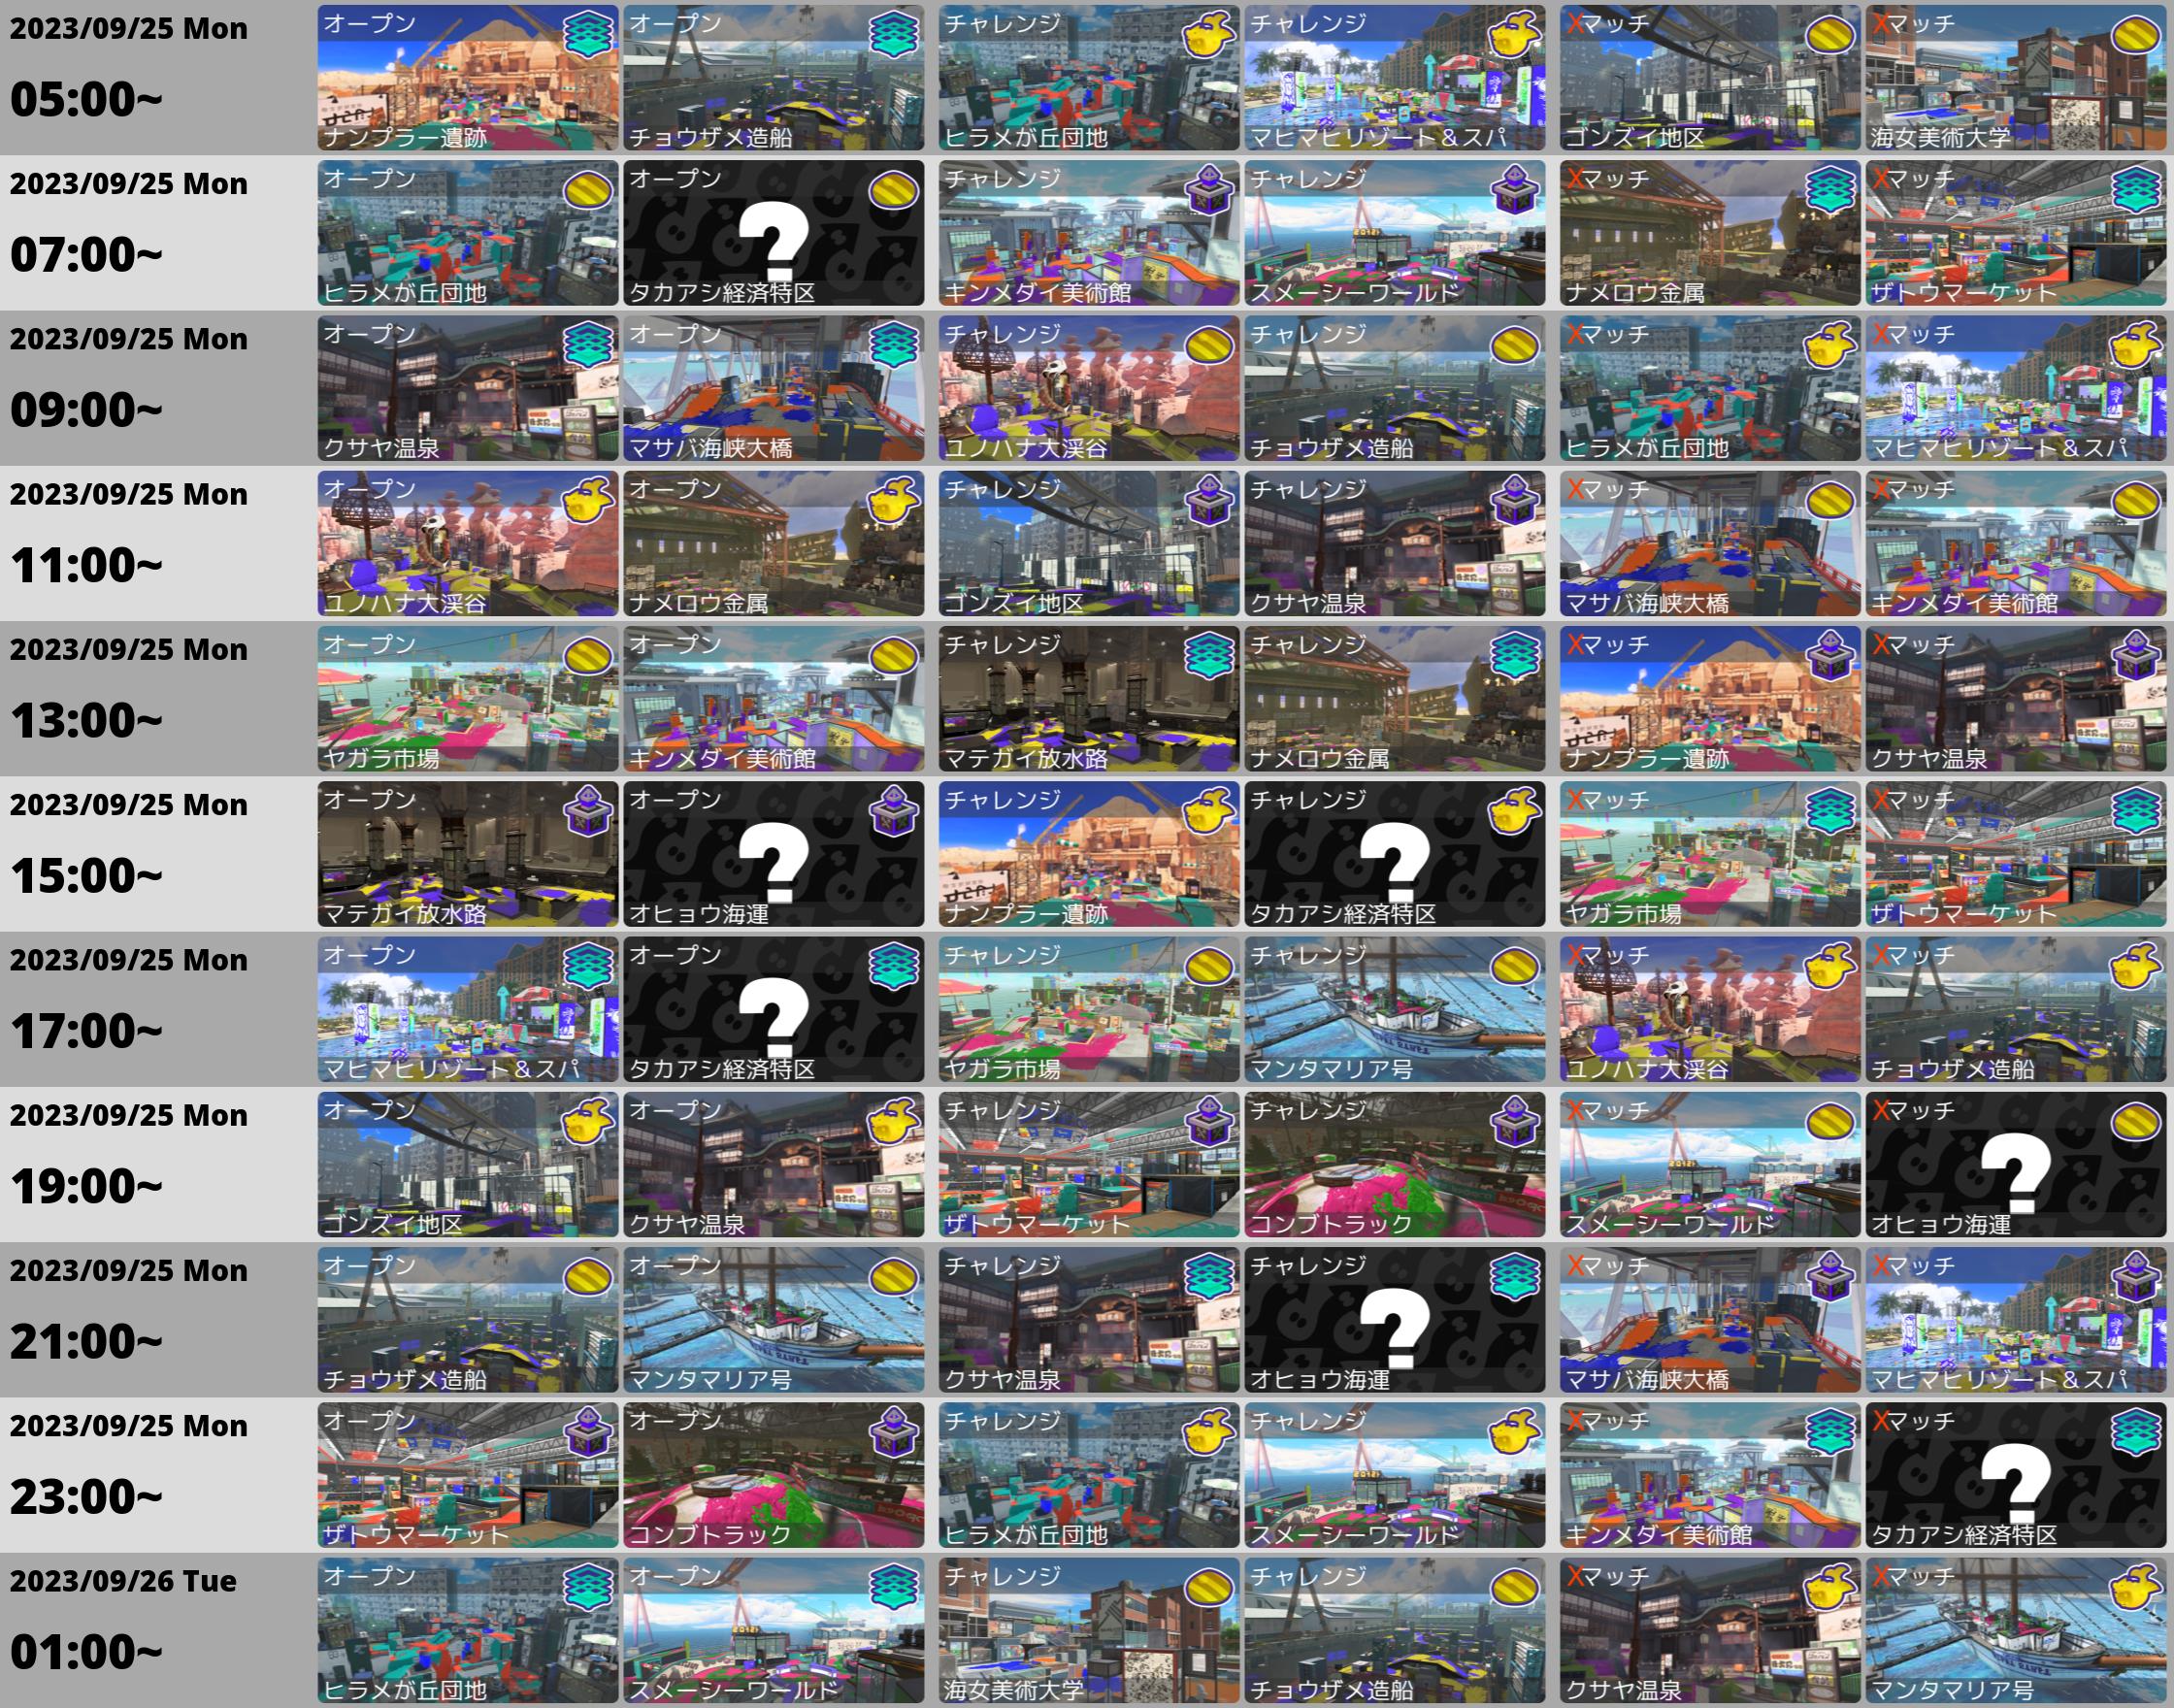 2023/09/25 Mon
05:00~
オープン オープン チャレンジ チャレンジ Xマッチ Xマッチ
ナンプラー遺跡 チョウザメ造船 ヒラメが丘団地 マヒマヒリゾート＆スパ ゴンズイ地区 海女美術大学
2023/09/25 Mon
07:00~
オープン オープン チャレンジ チャレンジ Xマッチ Xマッチ
ヒラメが丘団地 タカアシ経済特区 キンメダイ美術館 スメーシーワールド ナメロウ金属 ザトウマーケット
2023/09/25 Mon
09:00~
オープン オープン チャレンジ チャレンジ Xマッチ Xマッチ
クサヤ温泉 マサバ海峡大橋 ユノハナ大渓谷 チョウザメ造船 ヒラメが丘団地 マヒマヒリゾート＆スパ
2023/09/25 Mon
11:00~
オープン オープン チャレンジ チャレンジ Xマッチ Xマッチ
ユノハナ大渓谷 ナメロウ金属 ゴンズイ地区 クサヤ温泉 マサバ海峡大橋 キンメダイ美術館
2023/09/25 Mon
13:00~
オープン オープン チャレンジ チャレンジ Xマッチ Xマッチ
ヤガラ市場 キンメダイ美術館 マテガイ放水路 ナメロウ金属 ナンプラー遺跡 クサヤ温泉
2023/09/25 Mon
15:00~
オープン オープン チャレンジ チャレンジ Xマッチ Xマッチ
マテガイ放水路 オヒョウ海運 ナンプラー遺跡 タカアシ経済特区 ヤガラ市場 ザトウマーケット
2023/09/25 Mon
17:00~
オープン オープン チャレンジ チャレンジ Xマッチ Xマッチ
マヒマヒリゾート＆スパ タカアシ経済特区 ヤガラ市場 マンタマリア号 ユノハナ大渓谷 チョウザメ造船
2023/09/25 Mon
19:00~
オープン オープン チャレンジ チャレンジ Xマッチ Xマッチ
ゴンズイ地区 クサヤ温泉 ザトウマーケット コンブトラック スメーシーワールド オヒョウ海運
2023/09/25 Mon
21:00~
オープン オープン チャレンジ チャレンジ Xマッチ Xマッチ
チョウザメ造船 マンタマリア号 クサヤ温泉 オヒョウ海運 マサバ海峡大橋 マヒマヒリゾート＆スパ
2023/09/25 Mon
23:00~
オープン オープン チャレンジ チャレンジ Xマッチ Xマッチ
ザトウマーケット コンブトラック ヒラメが丘団地 スメーシーワールド キンメダイ美術館 タカアシ経済特区
2023/09/26 Tue
01:00~
オープン オープン チャレンジ チャレンジ Xマッチ Xマッチ
ヒラメが丘団地 スメーシーワールド 海女美術大学 チョウザメ造船 クサヤ温泉 マンタマリア号